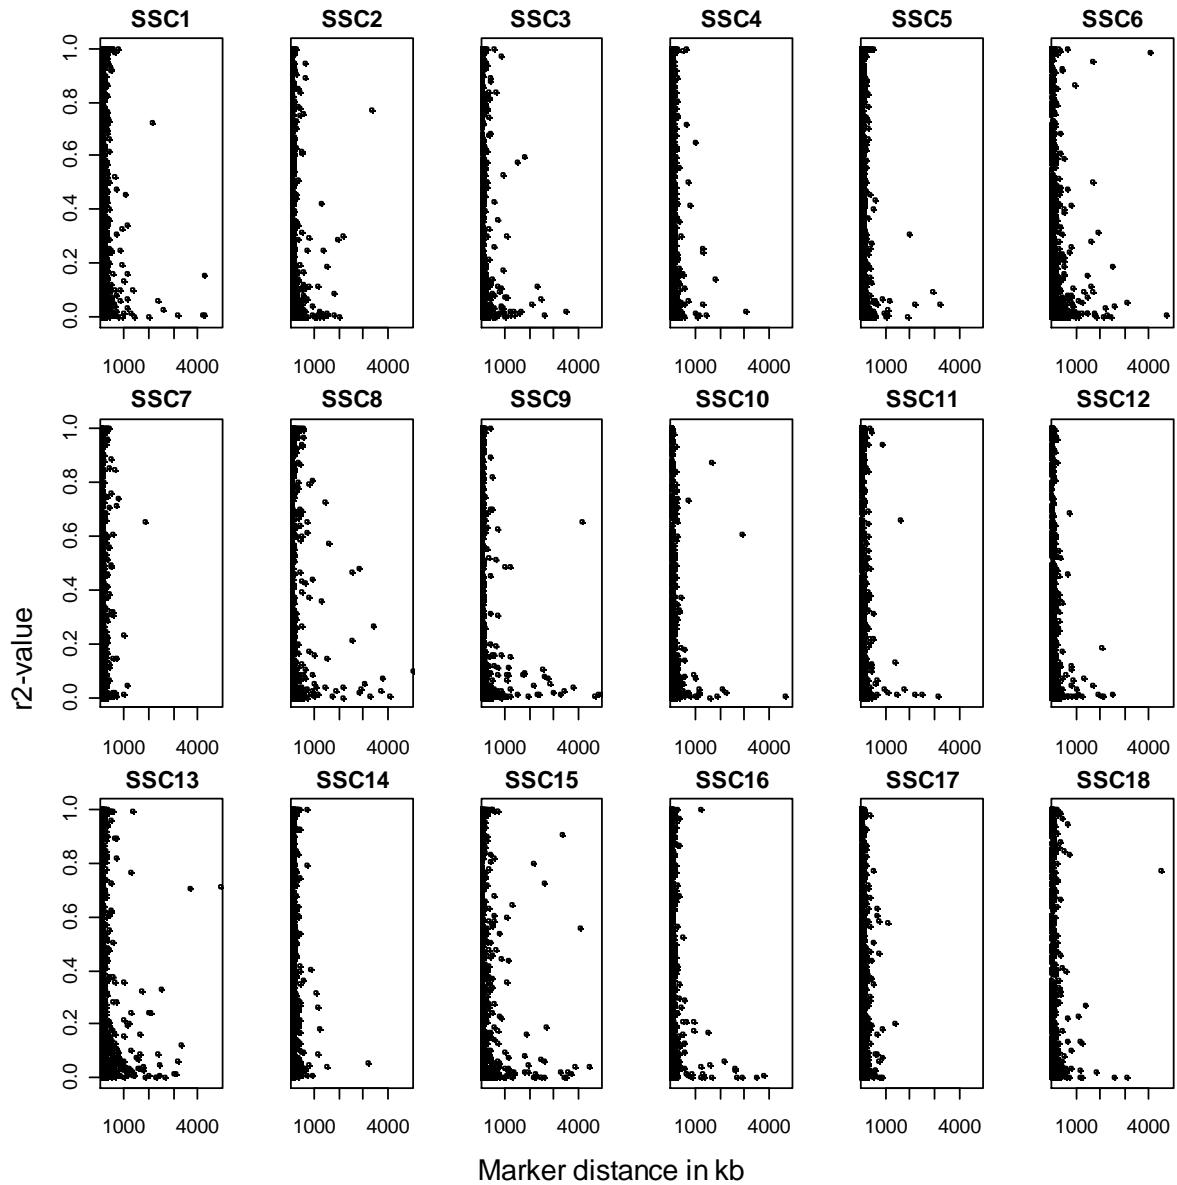 SSC1 SSC2 SSC3 SSC4 SSC5 SSC6
1.0
0.8
0.6
0.4
0.2
0.0
1000 4000 1000 4000 1000 4000 1000 4000 1000 4000 1000 4000
SSC7 SSC8 SSC9 SSC10 SSC11 SSC12
1.0
0.8
0.6
0.4
0.2
0.0
r2-value
1000 4000 1000 4000 1000 4000 1000 4000 1000 4000 1000 4000
SSC13 SSC14 SSC15 SSC16 SSC17 SSC18
1.0
0.8
0.6
0.4
0.2
0.0
1000 4000 1000 4000 1000 4000 1000 4000 1000 4000 1000 4000
Marker distance in kb